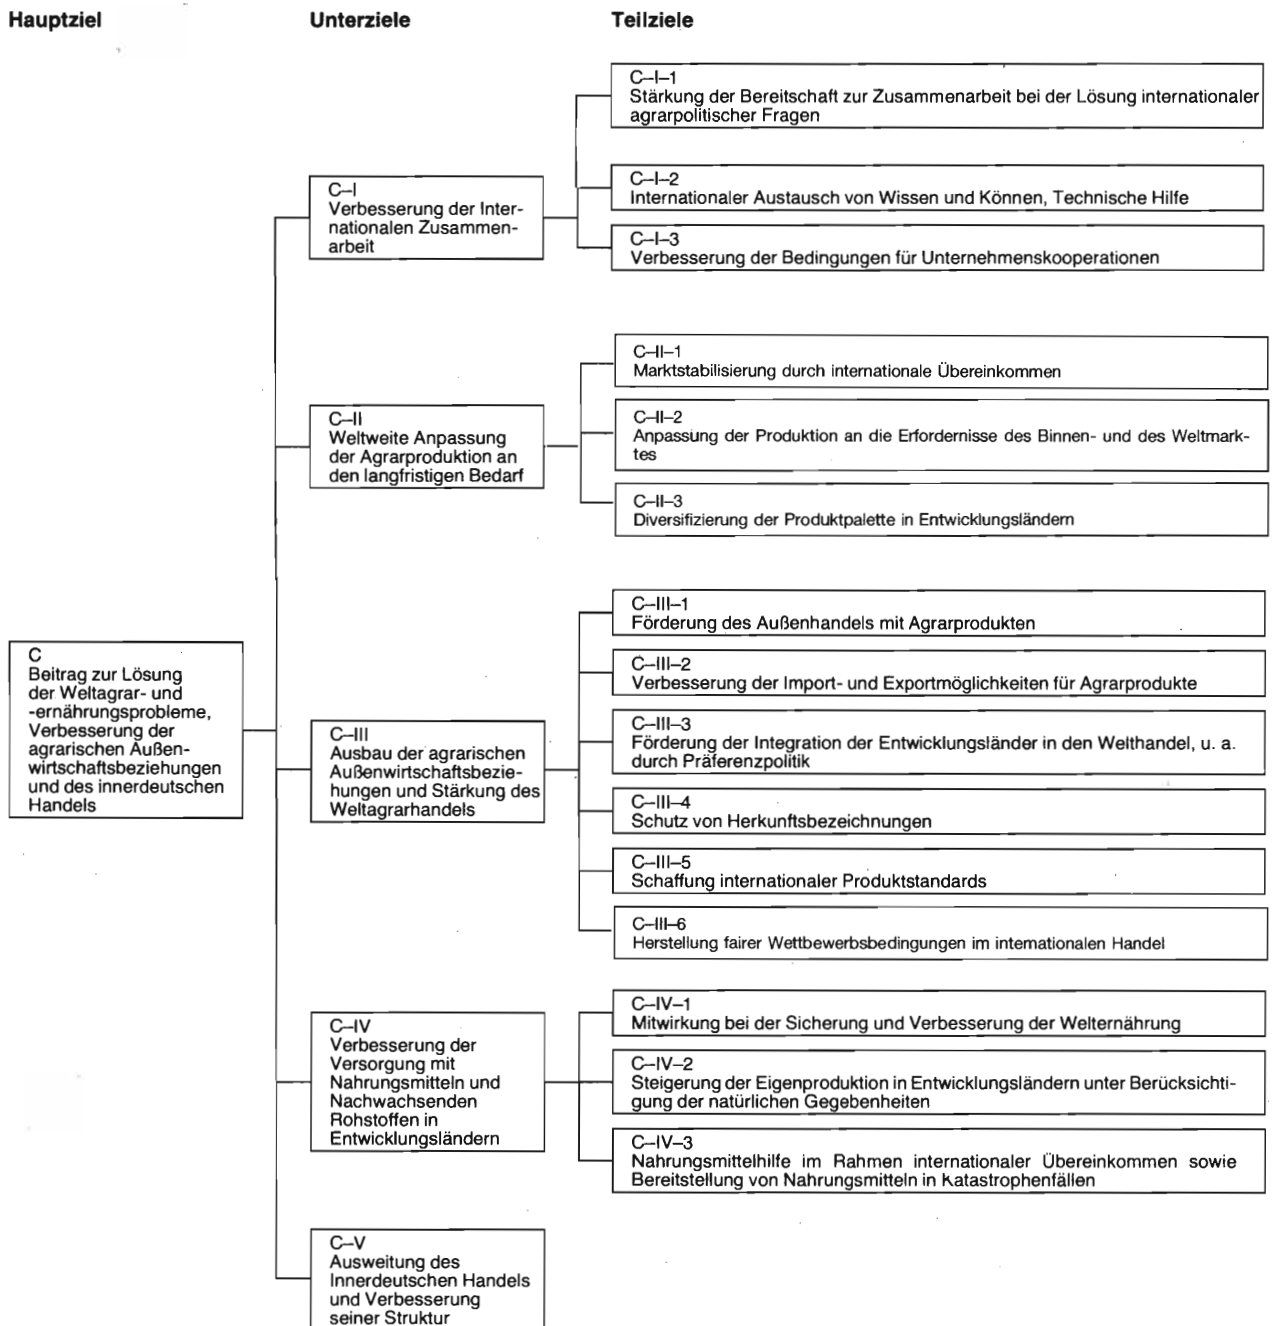 Hauptziel
Unterziele
Teilziele
C
Beitrag zur Lösung
der Weltagrar- und
-ernährungsprobleme,
Verbesserung der
agrarischen Außen-
wirtschaftsbeziehungen
und des innerdeutschen
Handels
C–I
Verbesserung der Inter-
nationalen Zusammen-
arbeit
C–I–1
Stärkung der Bereitschaft zur Zusammenarbeit bei der Lösung internationaler
agrarpolitischer Fragen
C–I–2
Internationaler Austausch von Wissen und Können, Technische Hilfe
C–I–3
Verbesserung der Bedingungen für Unternehmenskooperationen
C–II
Weltweite Anpassung
der Agrarproduktion an
den langfristigen Bedarf
C–II–1
Marktstabilisierung durch internationale Übereinkommen
C–II–2
Anpassung der Produktion an die Erfordernisse des Binnen- und des Weltmark-
tes
C–II–3
Diversifizierung der Produktpalette in Entwicklungsländern
C–III
Ausbau der agrarischen
Außenwirtschaftsbezie-
hungen und Stärkung des
Weltagrarhandels
C–III–1
Förderung des Außenhandels mit Agrarprodukten
C–III–2
Verbesserung der Import- und Exportmöglichkeiten für Agrarprodukte
C–III–3
Förderung der Integration der Entwicklungsländer in den Welthandel, u. a.
durch Präferenzpolitik
C–III–4
Schutz von Herkunftsbezeichnungen
C–III–5
Schaffung internationaler Produktstandards
C–III–6
Herstellung fairer Wettbewerbsbedingungen im internationalen Handel
C–IV
Verbesserung der
Versorgung mit
Nahrungsmitteln und
Nachwachsenden
Rohstoffen in
Entwicklungsländern
C–IV–1
Mitwirkung bei der Sicherung und Verbesserung der Welternährung
C–IV–2
Steigerung der Eigenproduktion in Entwicklungsländern unter Berücksichti-
gung der natürlichen Gegebenheiten
C–IV–3
Nahrungsmittelhilfe im Rahmen internationaler Übereinkommen sowie
Bereitstellung von Nahrungsmitteln in Katastrophenfällen
C–V
Ausweitung des
Innerdeutschen Handels
und Verbesserung
seiner Struktur